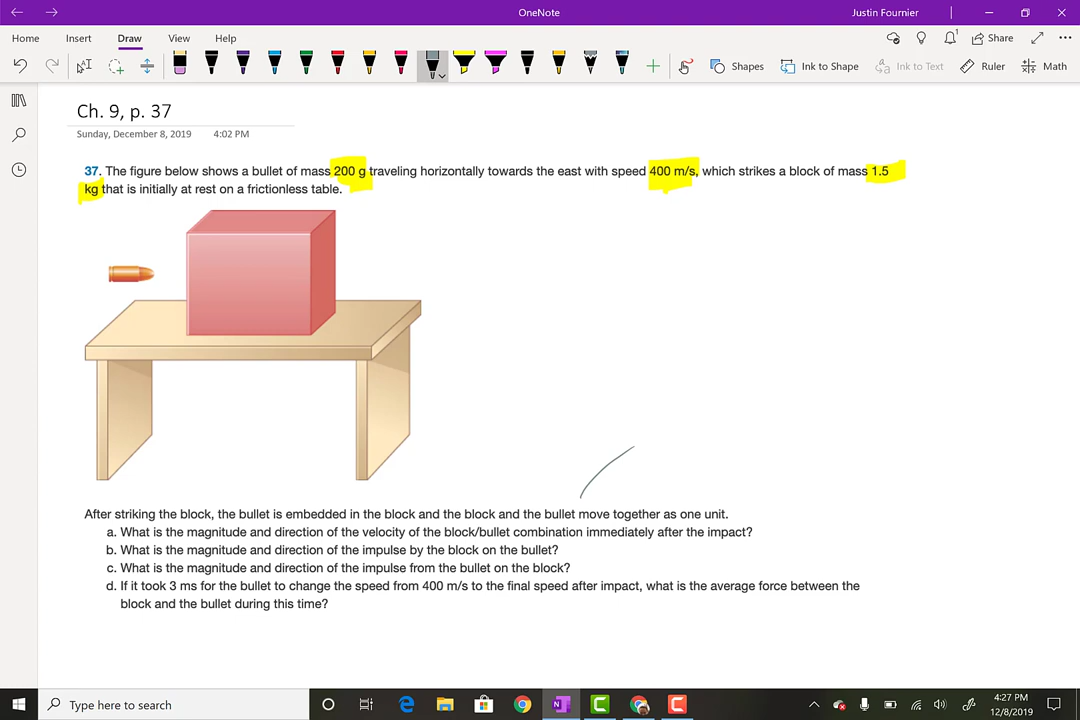 OneNote
Justin Fournier
Home Insert Draw View Help
Share
Shapes Ink to Shape Ink to Text Ruler Math
Ch. 9, p. 37
Sunday, December 8, 2019 4:02 PM
37. The figure below shows a bullet of mass 200 g traveling horizontally towards the east with speed 400 m/s, which strikes a block of mass 1.5
kg that is initially at rest on a frictionless table.
After striking the block, the bullet is embedded in the block and the block and the bullet move together as one unit.
a. What is the magnitude and direction of the velocity of the block/bullet combination immediately after the impact?
b. What is the magnitude and direction of the impulse by the block on the bullet?
c. What is the magnitude and direction of the impulse from the bullet on the block?
d. If it took 3 ms for the bullet to change the speed from 400 m/s to the final speed after impact, what is the average force between the
block and the bullet during this time?
Type here to search
4:27 PM
12/8/2019